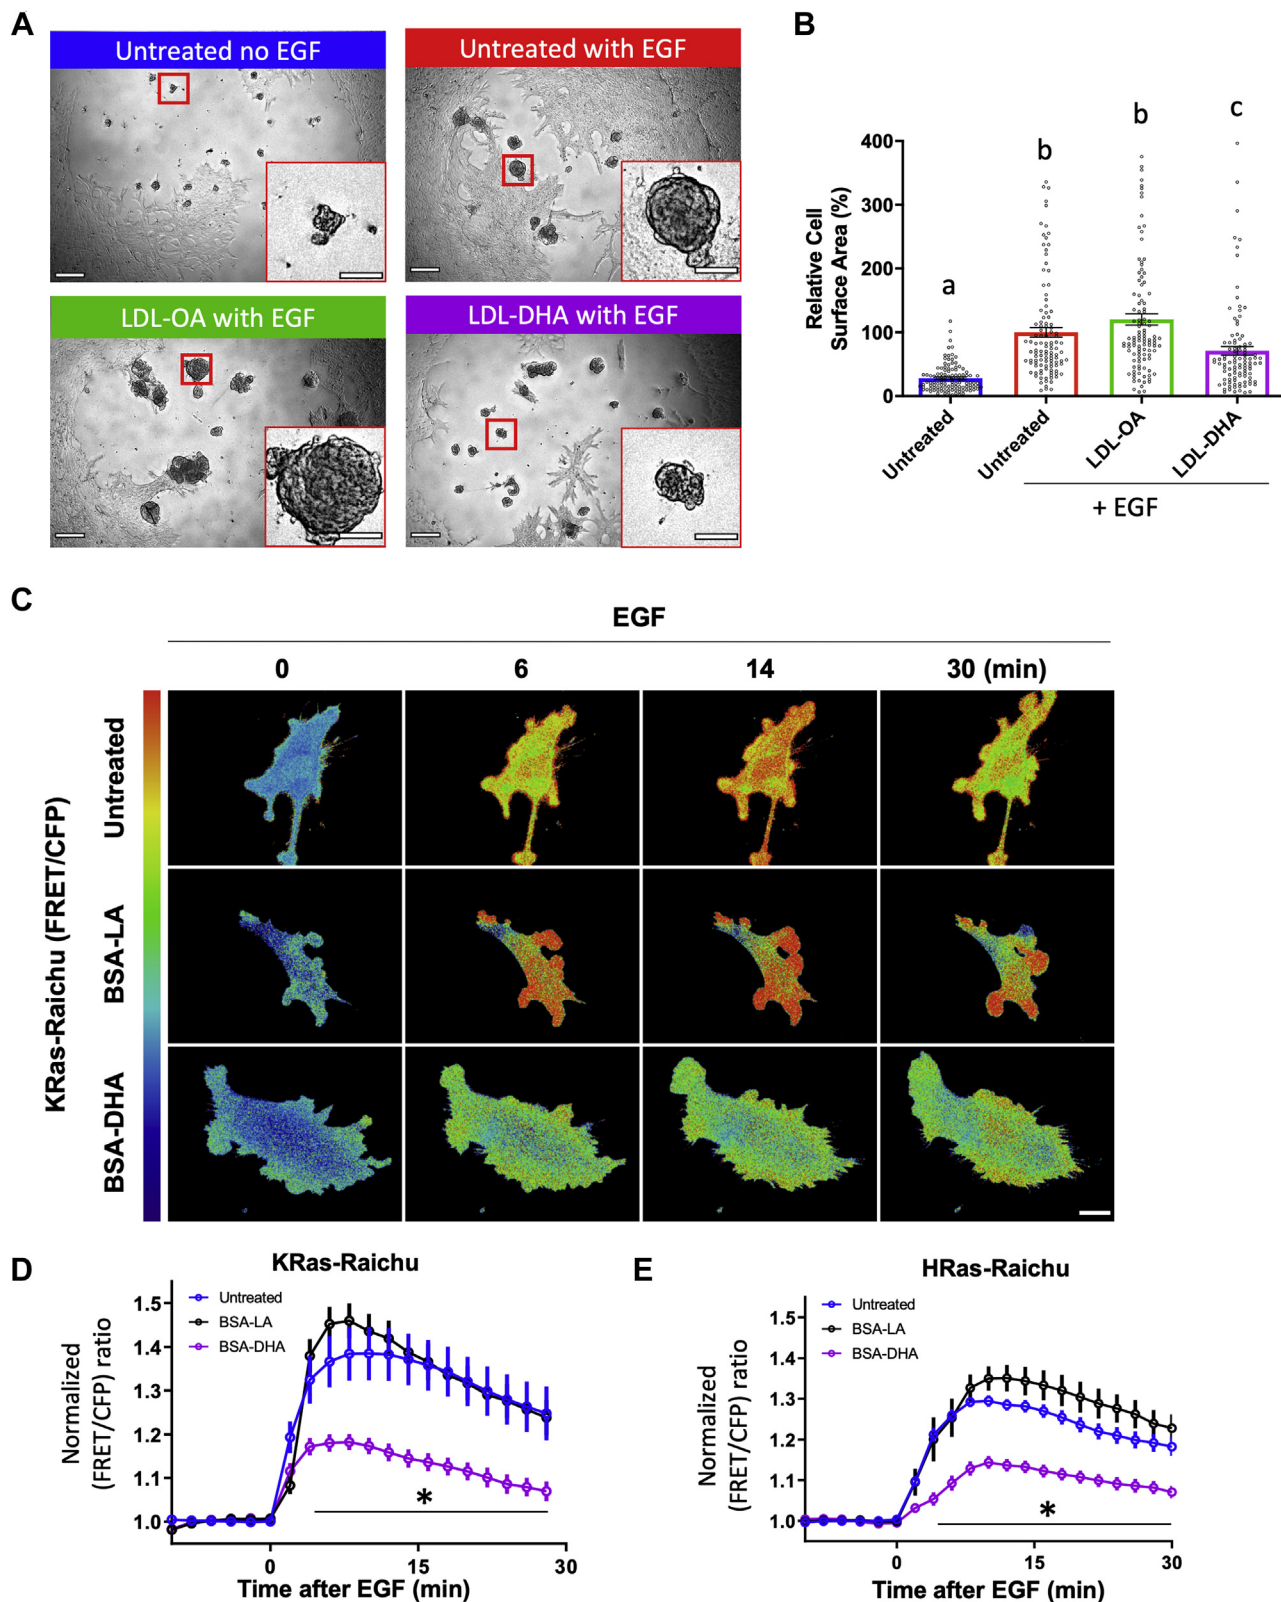 A
Untreated no EGF
Untreated with EGF
LDL-OA with EGF
LDL-DHA with EGF
B
Relative Cell
Surface Area (%)
400
300
200
100
0
a
b
b
c
Untreated
Untreated
LDL-OA
LDL-DHA
+ EGF
C
EGF
0
6
14
30 (min)
KRas-Raichu (FRET/CFP)
Untreated
BSA-LA
BSA-DHA
D
KRas-Raichu
Untreated
BSA-LA
BSA-DHA
Normalized
(FRET/CFP) ratio
1.5
1.4
1.3
1.2
1.1
1.0
*
0
15
30
Time after EGF (min)
E
HRas-Raichu
Untreated
BSA-LA
BSA-DHA
Normalized
(FRET/CFP) ratio
1.5
1.4
1.3
1.2
1.1
1.0
*
0
15
30
Time after EGF (min)